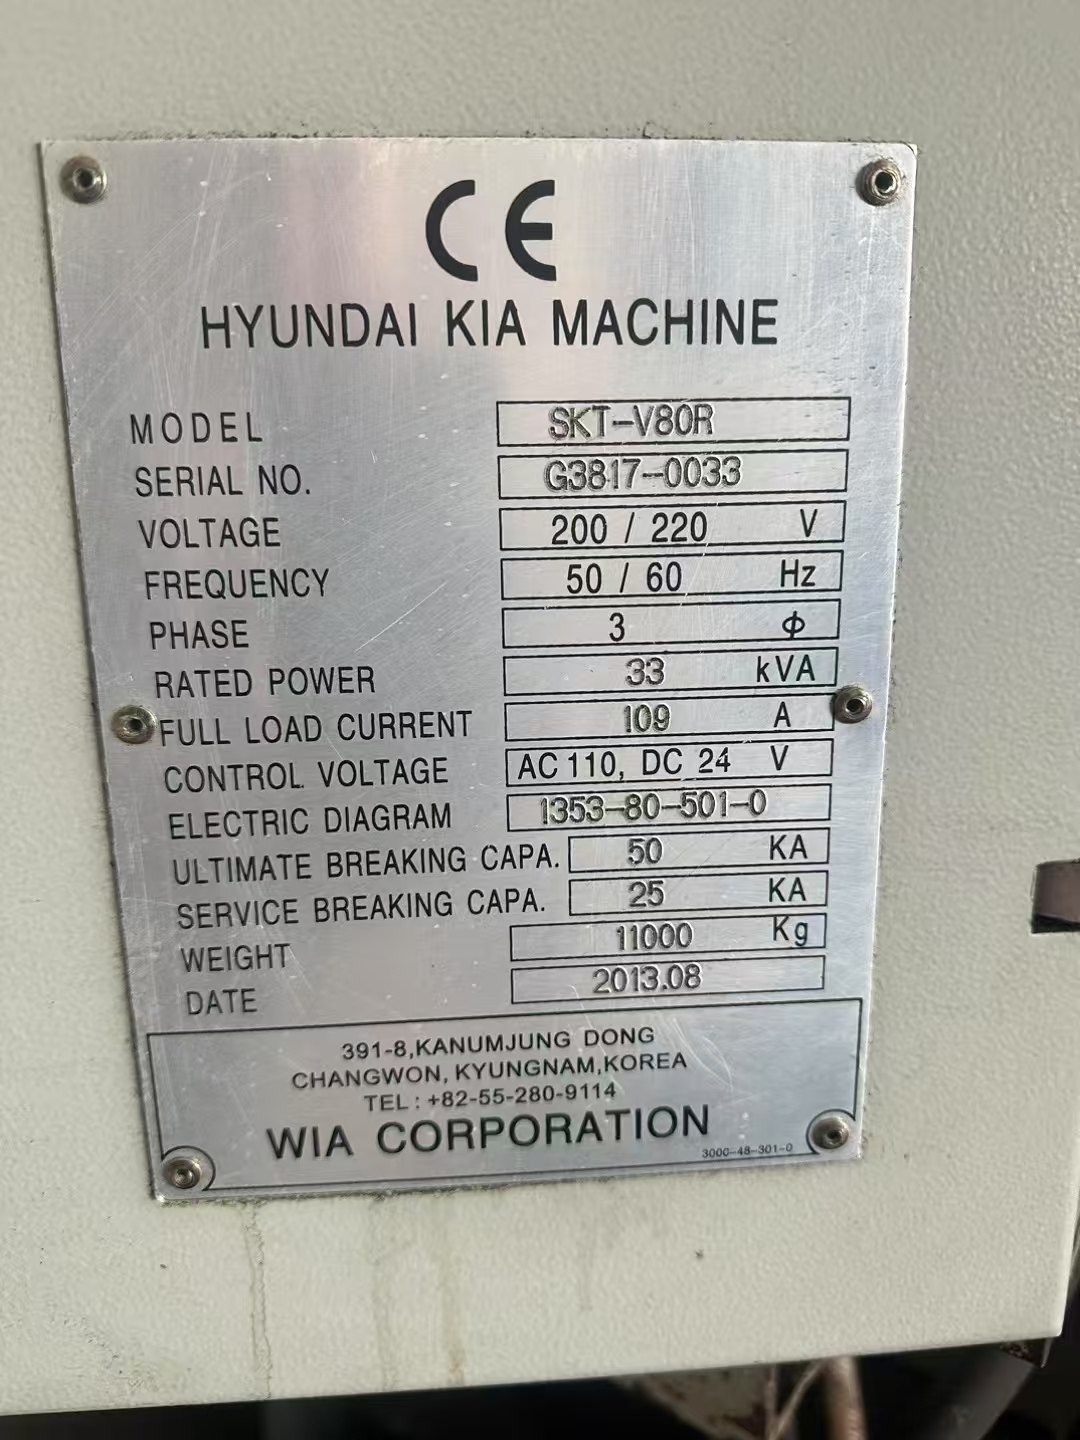 CE
HYUNDAI KIA MACHINE
MODEL SKT-V80R
SERIAL NO. G3817-0033
VOLTAGE 200 / 220 V
FREQUENCY 50 / 60 Hz
PHASE 3 Φ
RATED POWER 33 kVA
FULL LOAD CURRENT 109 A
CONTROL VOLTAGE AC 110, DC 24 V
ELECTRIC DIAGRAM 1353-80-501-0
ULTIMATE BREAKING CAPA. 50 KA
SERVICE BREAKING CAPA. 25 KA
WEIGHT 11000 Kg
DATE 2013.08
391-8,KANUMJUNG DONG
CHANGWON, KYUNGNAM,KOREA
TEL : +82-55-280-9114
WIA CORPORATION
3000-48-301-0